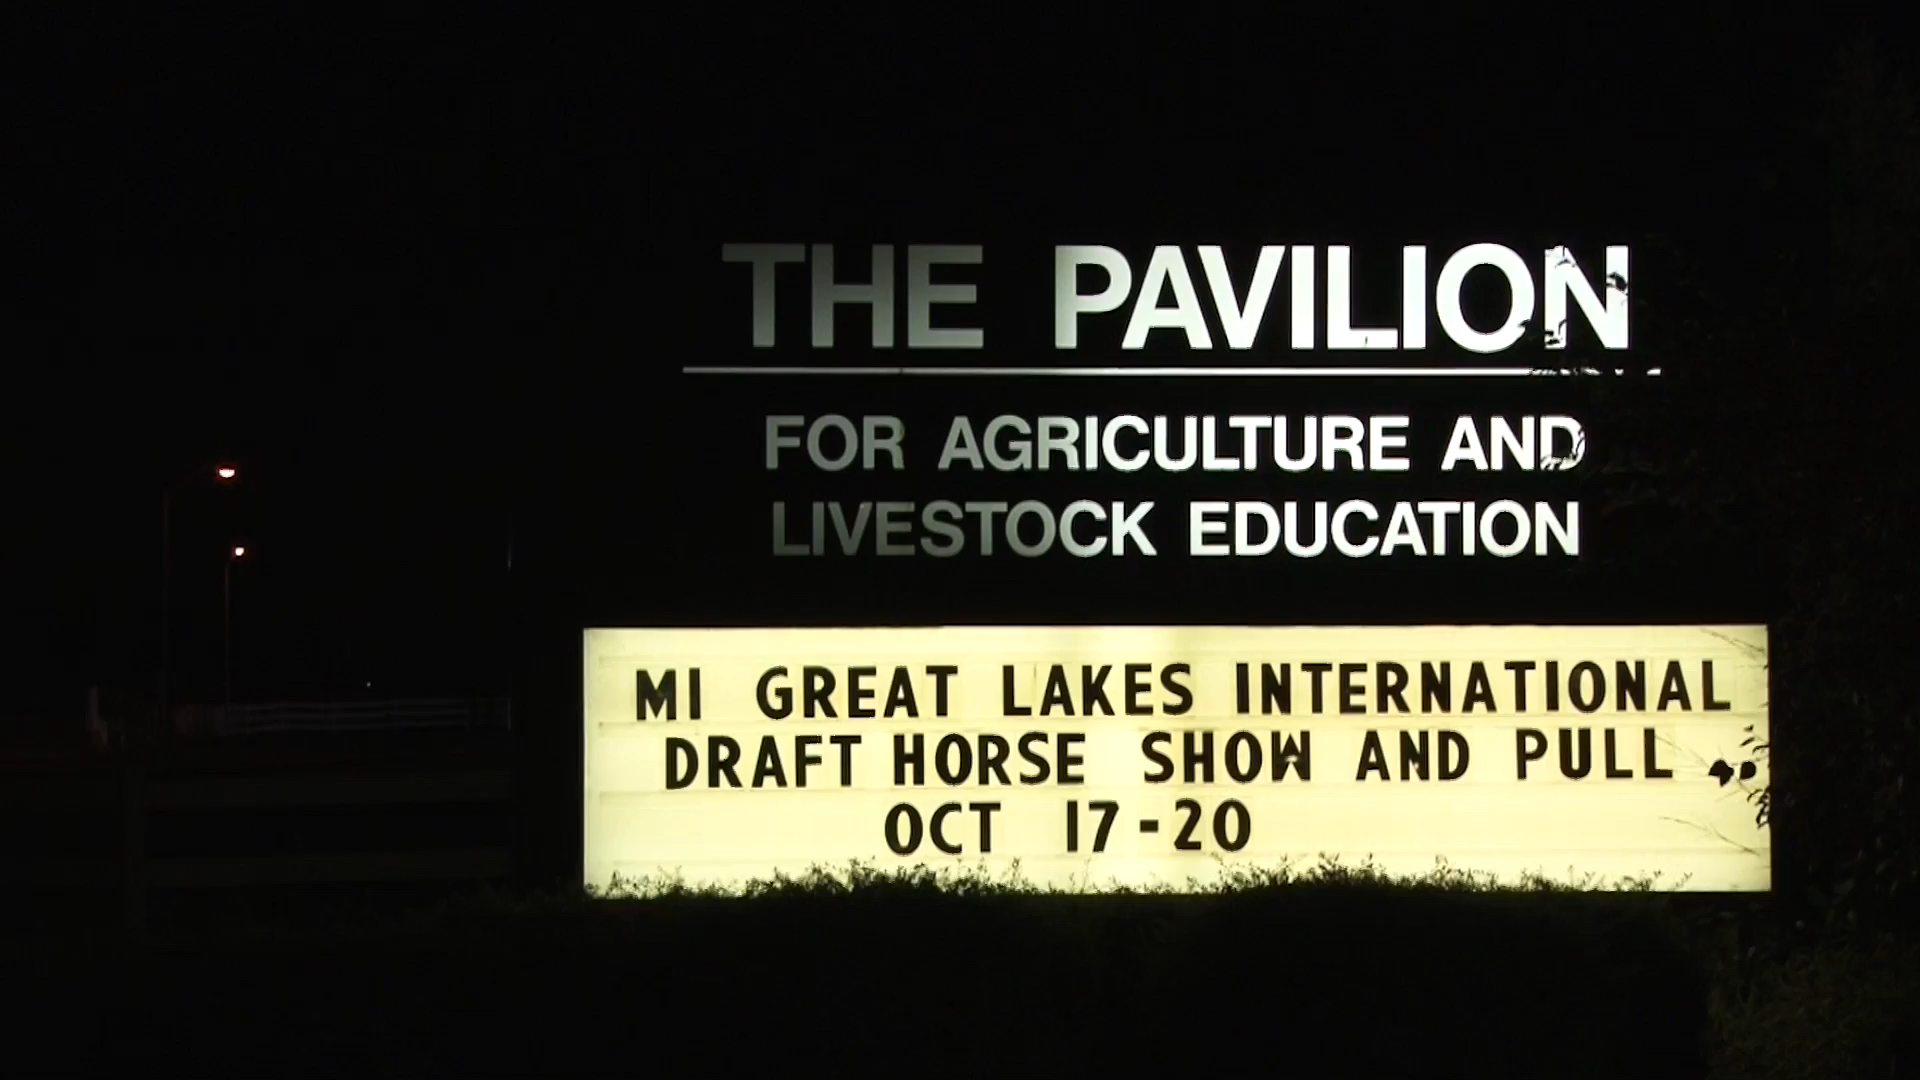 THE PAVILION
FOR AGRICULTURE AND
LIVESTOCK EDUCATION
MI GREAT LAKES INTERNATIONAL
DRAFT HORSE SHOW AND PULL
OCT 17-20